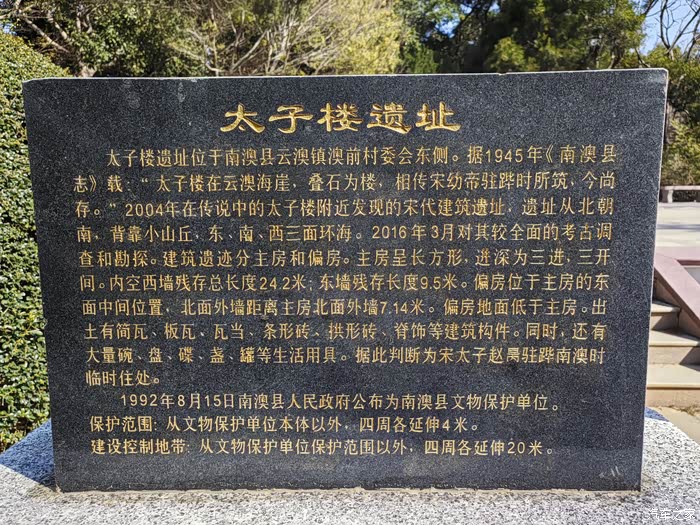 太子楼遗址
太子楼遗址位于南澳县云澳镇澳前村委会东侧。据1945年《南澳县
志》载：“太子楼在云澳海崖，叠石为楼，相传宋幼帝驻跸时所筑，今尚
存。”2004年在传说中的太子楼附近发现的宋代建筑遗址，遗址从北朝
南，背靠小山丘，东、南、西三面环海。2016年3月对其较全面的考古调
查和勘探。建筑遗迹分主房和偏房。主房呈长方形，进深为三进，三开
间。内空西墙残存总长度24.2米；东墙残存长度9.5米。偏房位于主房的东
面中间位置，北面外墙距离主房北面外墙7.14米。偏房地面低于主房。出
土有筒瓦、板瓦、瓦当、条形砖、拱形砖、脊饰等建筑构件。同时，还有
大量碗、盘、碟、盏、罐等生活用具。据此判断为宋太子赵昺驻跸南澳时
临时住处。
1992年8月15日南澳县人民政府公布为南澳县文物保护单位。
保护范围：从文物保护单位本体以外，四周各延伸4米。
建设控制地带：从文物保护单位保护范围以外，四周各延伸20米。
汽车之家